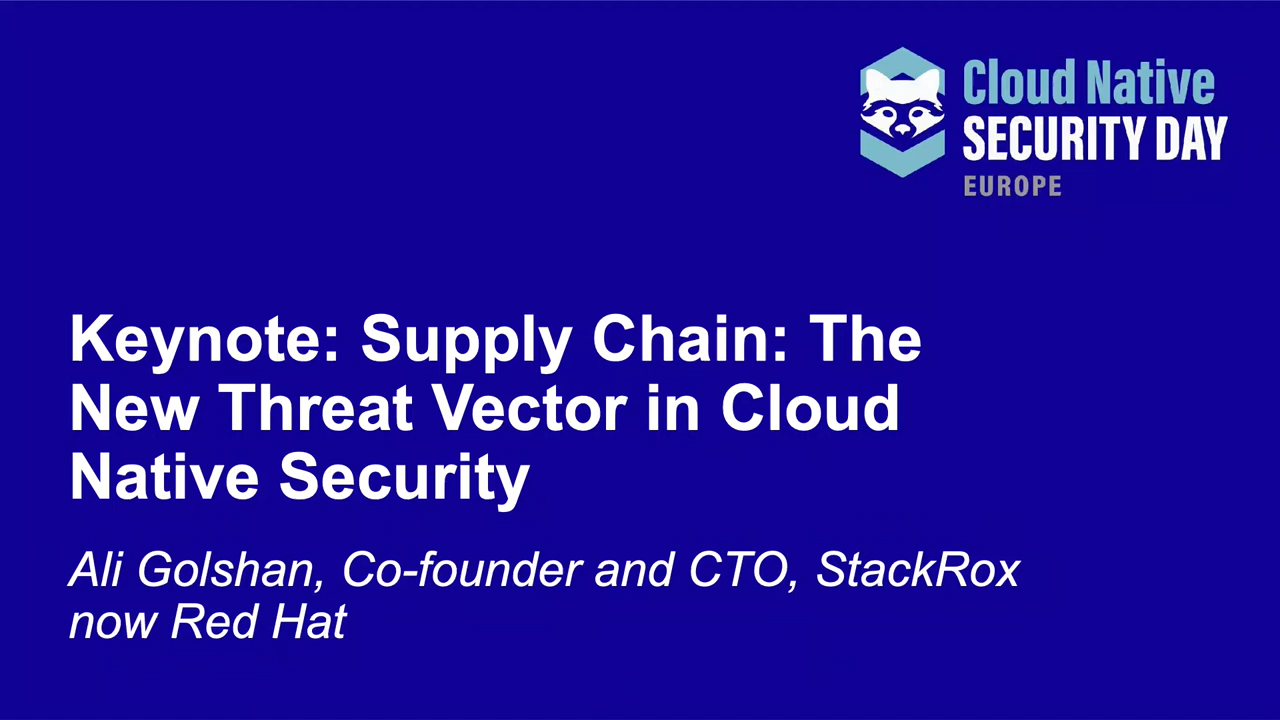 Cloud Native
SECURITY DAY
EUROPE
Keynote: Supply Chain: The
New Threat Vector in Cloud
Native Security
Ali Golshan, Co-founder and CTO, StackRox
now Red Hat